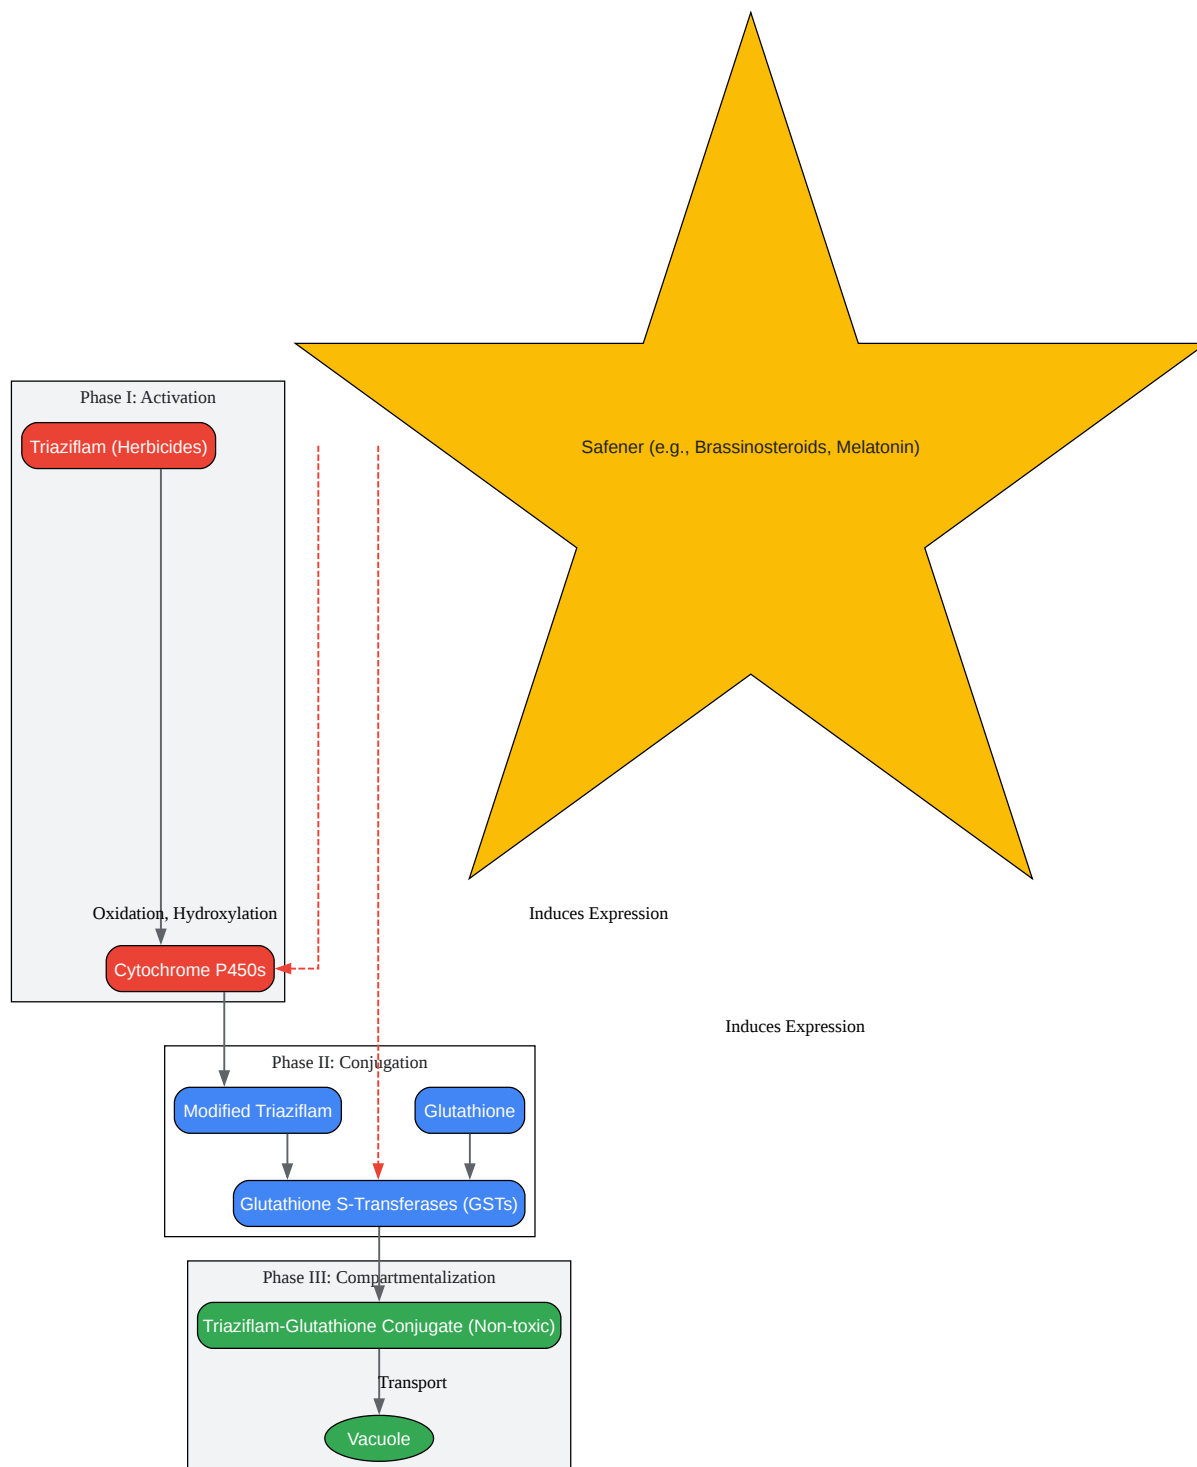 Phase I: Activation
Triaziflam (Herbicides)
Safener (e.g., Brassinosteroids, Melatonin)
Oxidation, Hydroxylation
Induces Expression
Cytochrome P450s
Induces Expression
Phase II: Conjugation
Modified Triaziflam
Glutathione
Glutathione S-Transferases (GSTs)
Phase III: Compartmentalization
Triaziflam-Glutathione Conjugate (Non-toxic)
Transport
Vacuole